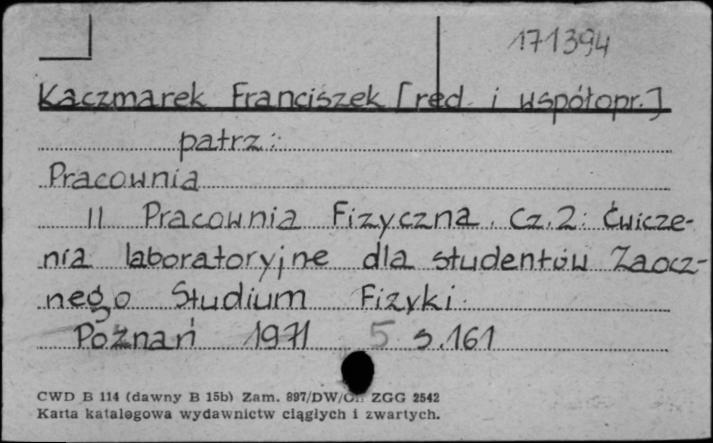 171394
Kaczmarek Franciszek [red. i współopr.]
patrz:
Pracownia
II Pracownia Fizyczna. Cz. 2: Ćwicze-
nia laboratoryjne dla studentów Zaocz-
nego Studium Fizyki.
Poznań 1971 5 s. 161
CWD B 114 (dawny B 15b) Zam. 897/DW/ ZGG 2542
Karta katalogowa wydawnictw ciągłych i zwartych.